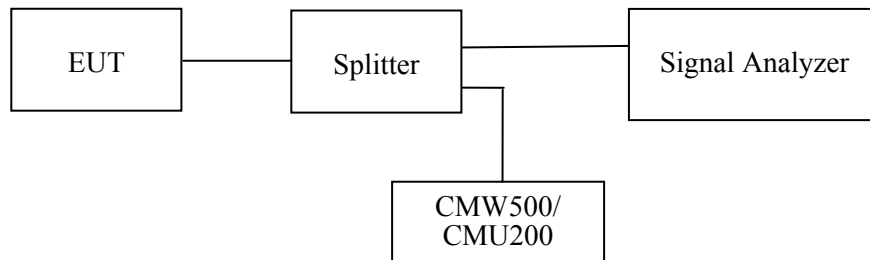 EUT
Splitter
Signal Analyzer
CMW500/
CMU200